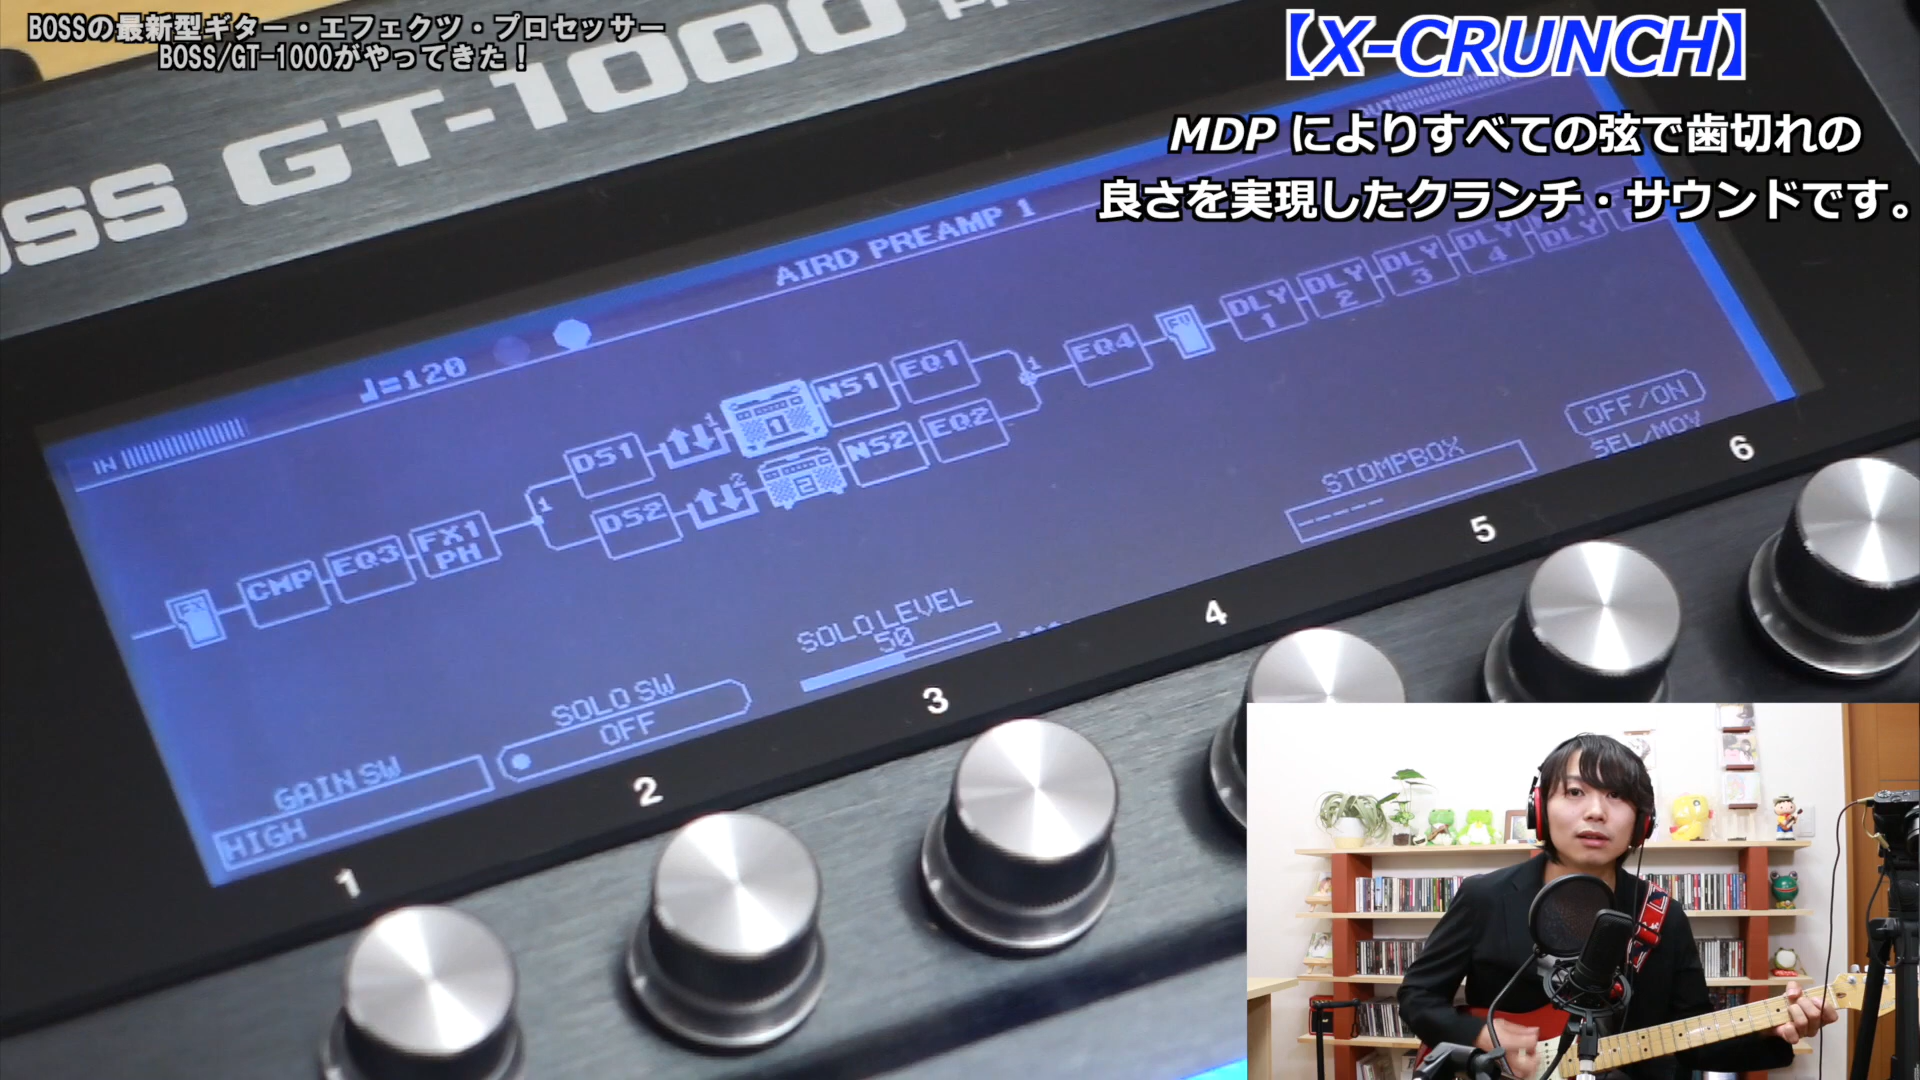 BOSSの最新型ギター・エフェクツ・プロセッサー
BOSS/GT-1000がやってきた！
【X-CRUNCH】
MDP によりすべての弦で歯切れの
良さを実現したクランチ・サウンドです。
GT-1000
OUT
AIRD PREAMP 1
♩=120
IN
FX
CMP
EQ3
FX1
PH
1
DS1
1
1
NS1
EQ1
1
DS2
2
2
NS2
EQ2
EQ4
FV
DLY
1
DLY
2
DLY
3
DLY
4
DLY
GAIN SW
HIGH
SOLO SW
OFF
SOLO LEVEL
50
STOMPBOX
-----
OFF/ON
SEL/MOV
1
2
3
4
5
6